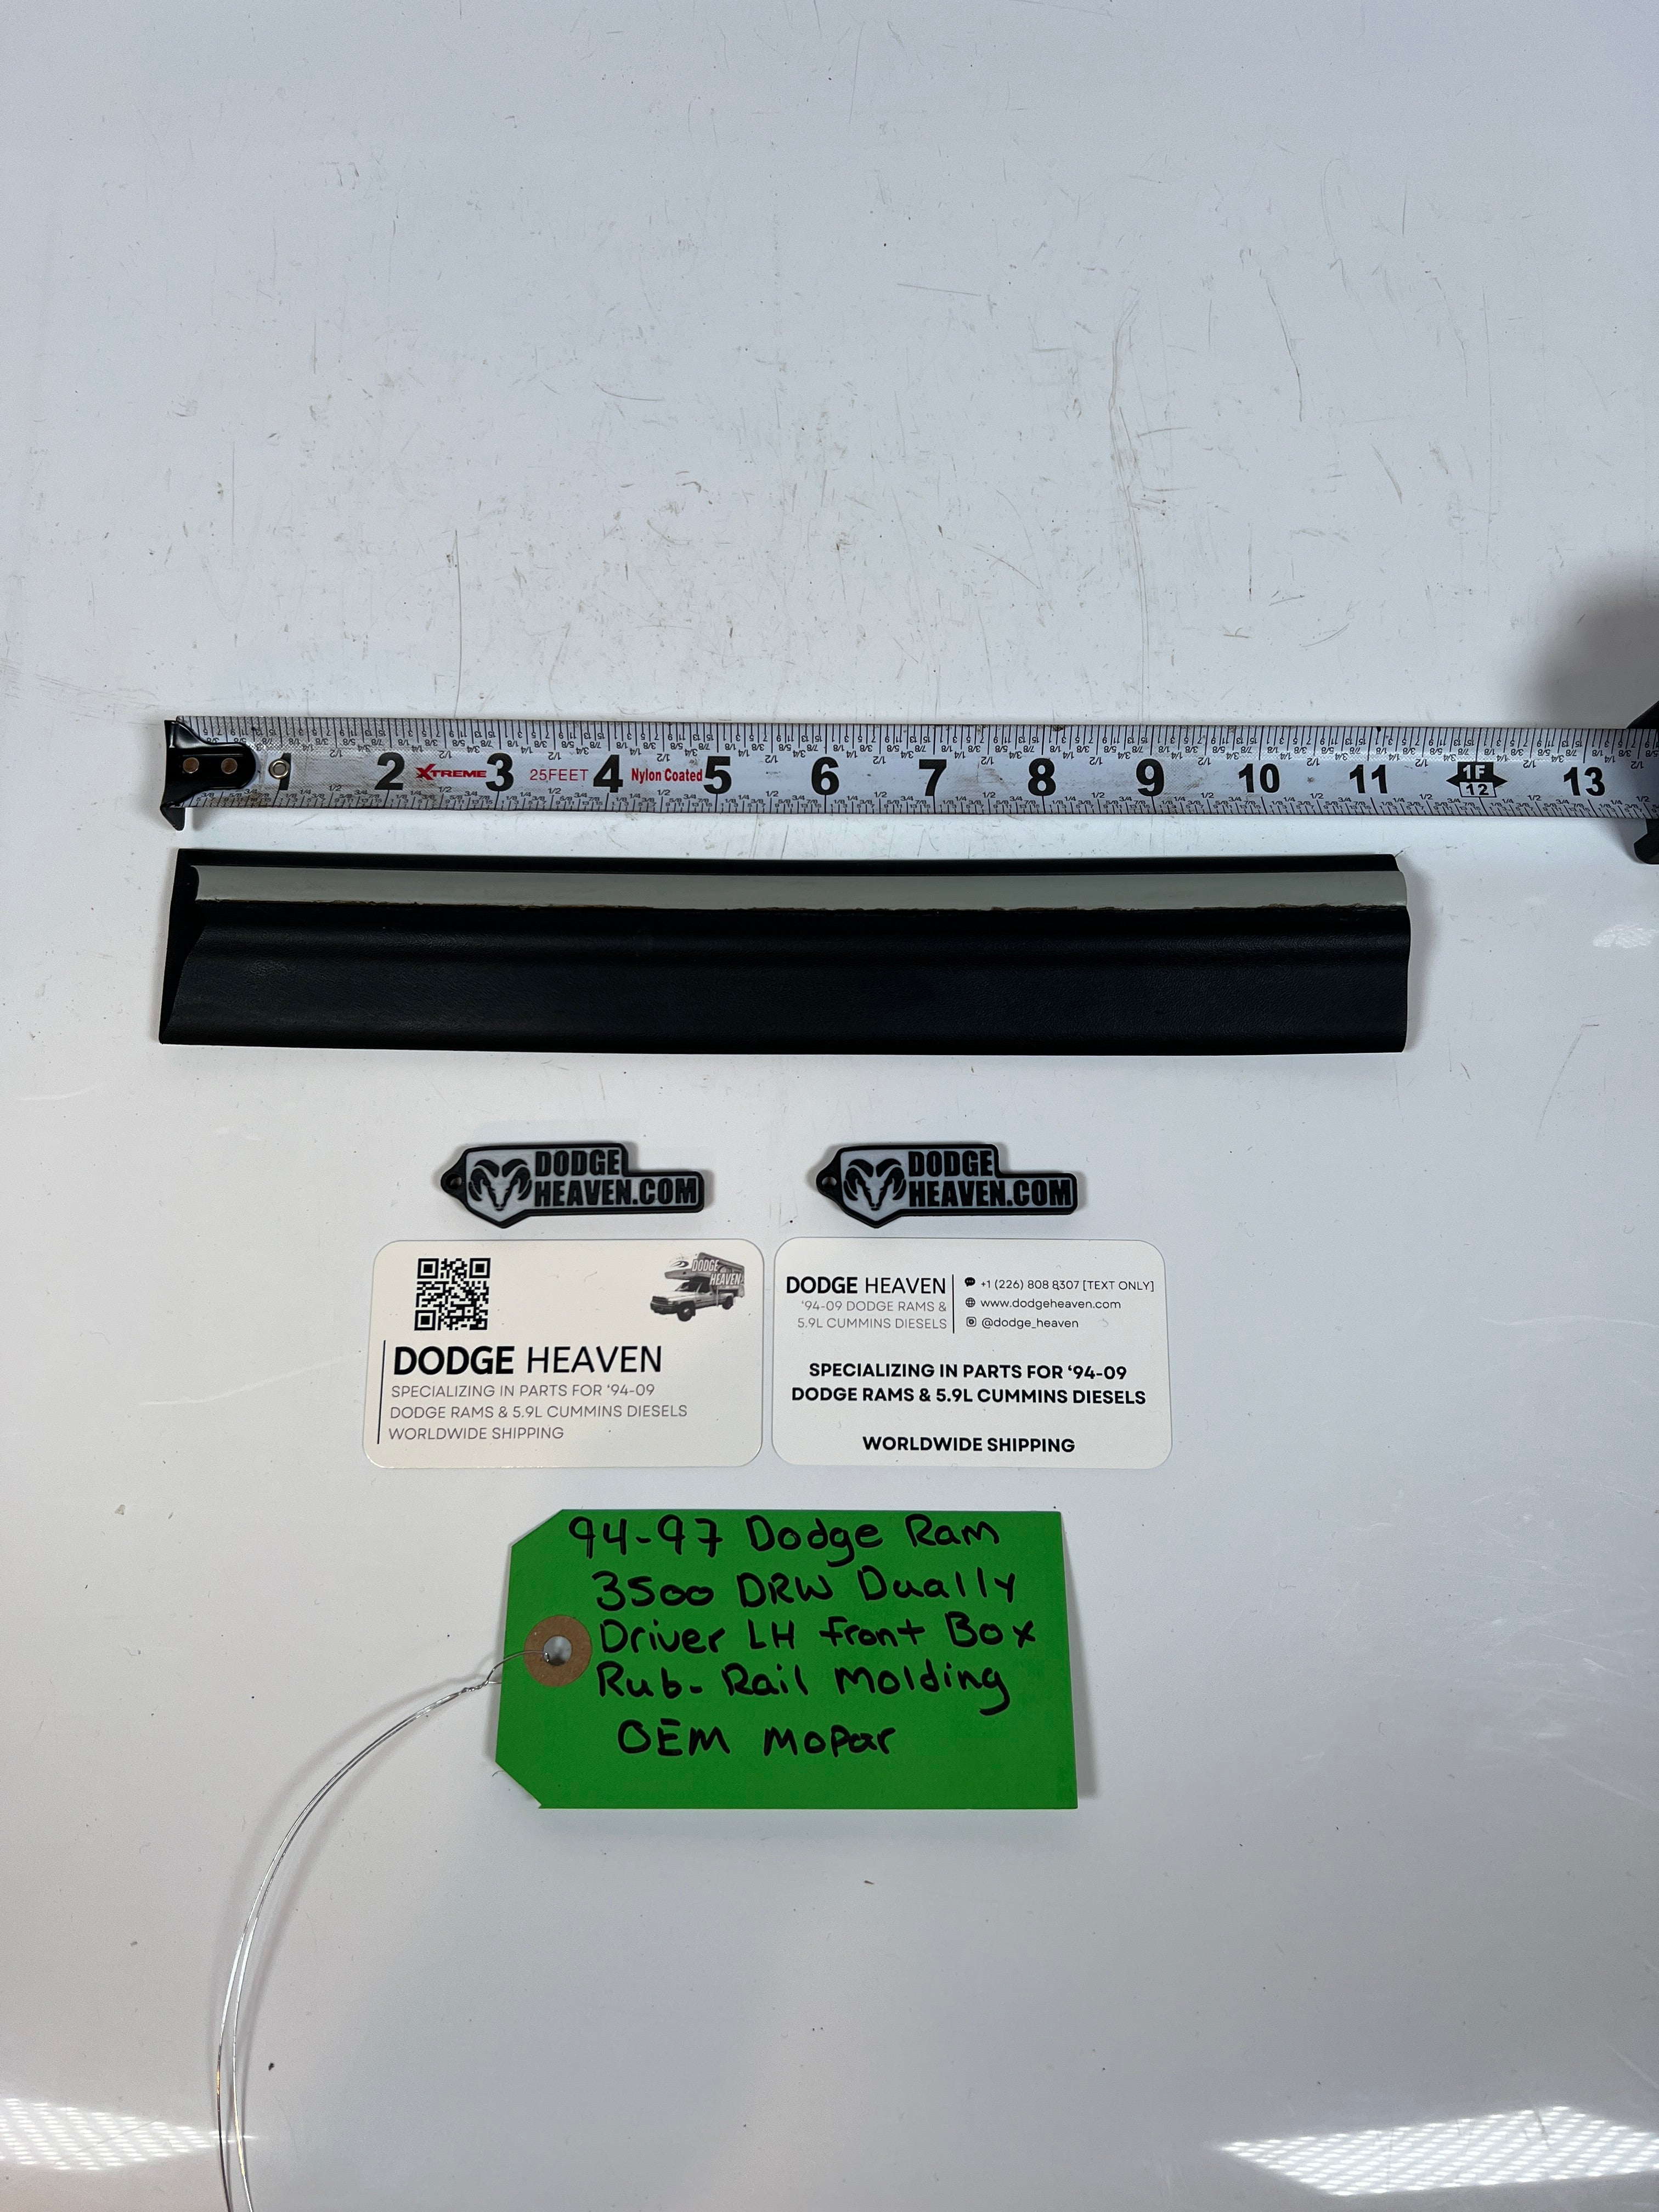 1 2 XTREME 3 25FEET 4 Nylon Coated 5 6 7 8 9 10 11 1F 12 13
DODGE
HEAVEN.COM
DODGE
HEAVEN.COM
DODGE
HEAVEN
DODGE HEAVEN
SPECIALIZING IN PARTS FOR ‘94-09
DODGE RAMS & 5.9L CUMMINS DIESELS
WORLDWIDE SHIPPING
DODGE HEAVEN
‘94-09 DODGE RAMS &
5.9L CUMMINS DIESELS
+1 (226) 808 8307 [TEXT ONLY]
www.dodgeheaven.com
@dodge_heaven
SPECIALIZING IN PARTS FOR ‘94-09
DODGE RAMS & 5.9L CUMMINS DIESELS
WORLDWIDE SHIPPING
94-97 Dodge Ram
3500 DRW Dually
Driver LH Front Box
Rub-Rail Molding
OEM Mopar